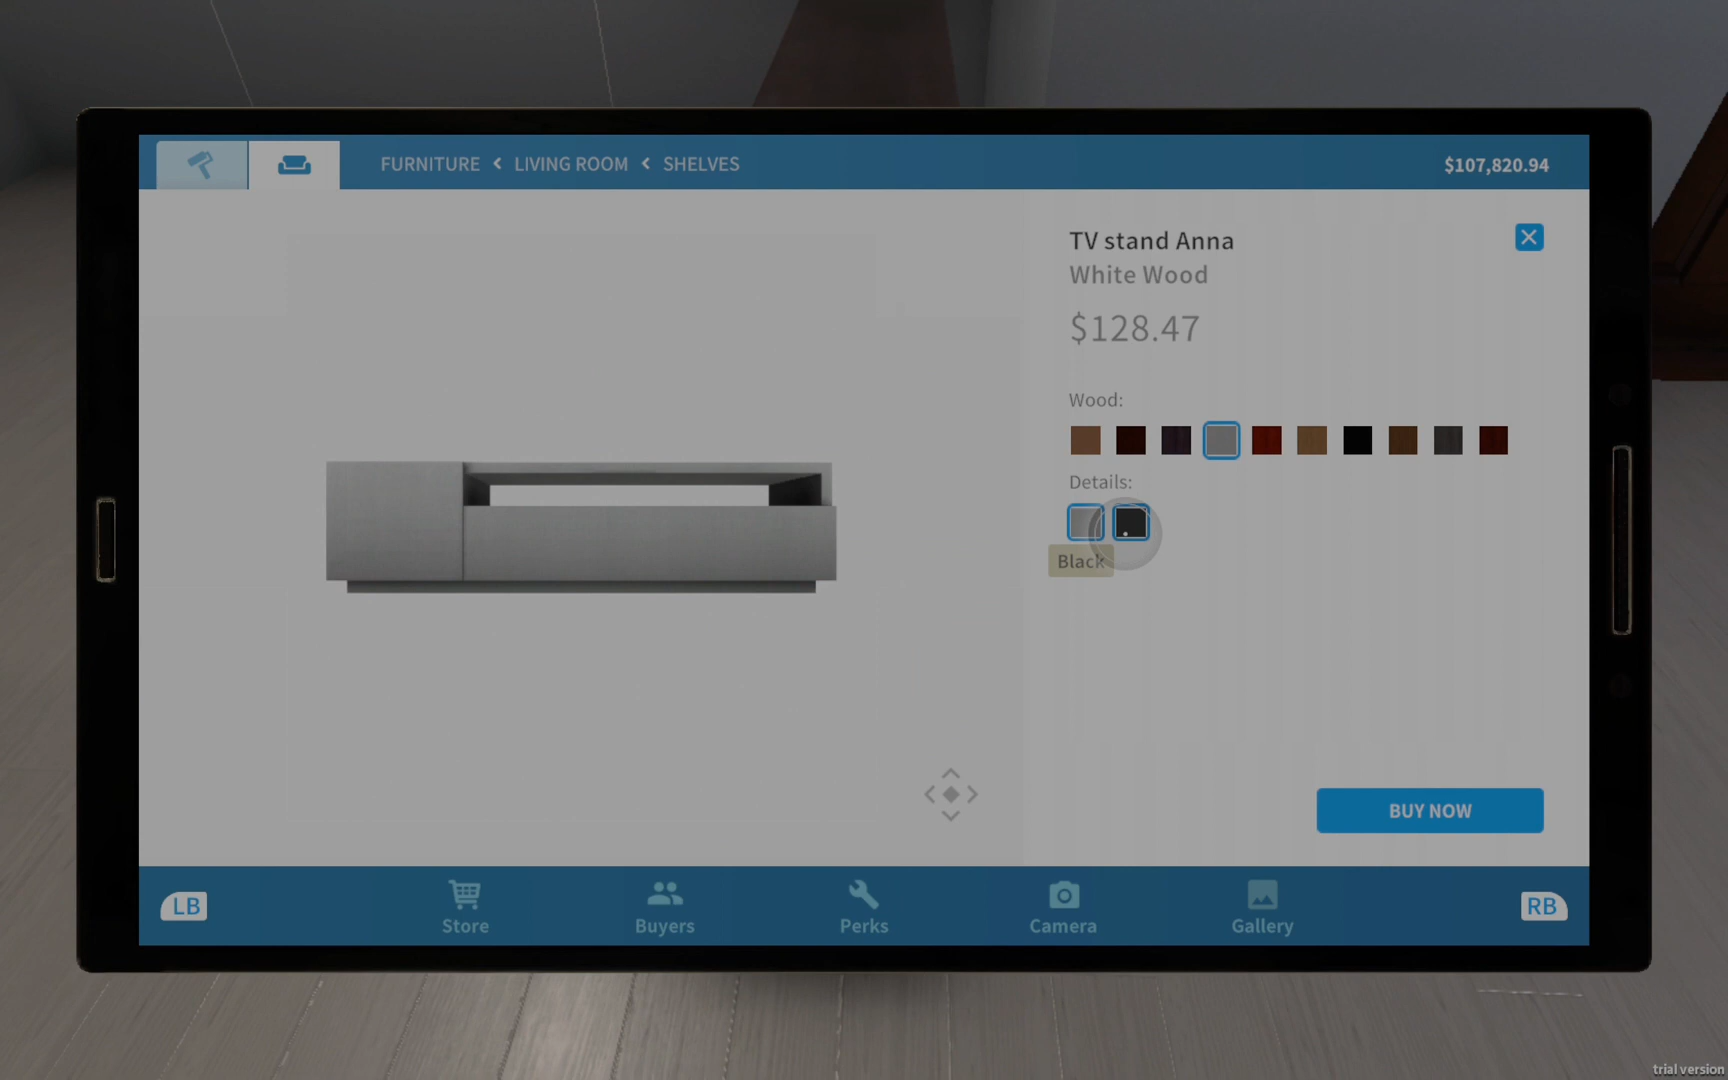 FURNITURE < LIVING ROOM < SHELVES
$107,820.94
TV stand Anna
White Wood
$128.47
Wood:
Details:
Black
BUY NOW
LB
Store
Buyers
Perks
Camera
Gallery
RB
trial version